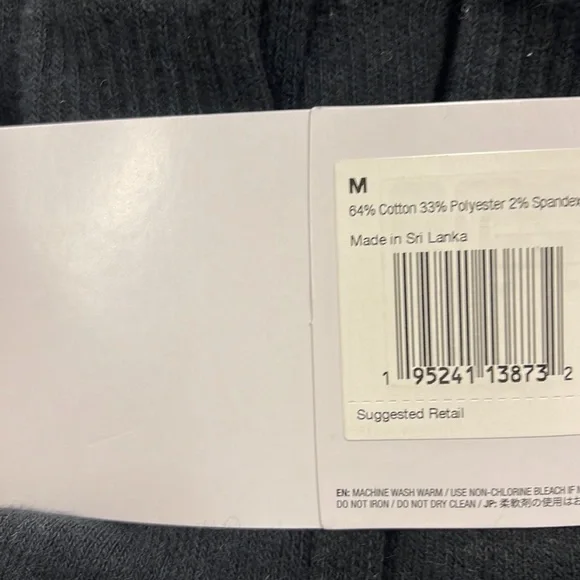 M
64% Cotton 33% Polyester 2% Spandex
Made in Sri Lanka
1 95241 13873 2
Suggested Retail
EN: MACHINE WASH WARM / USE NON-CHLORINE BLEACH IF
DO NOT IRON / DO NOT DRY CLEAN / JP: 柔軟剤の使用はお